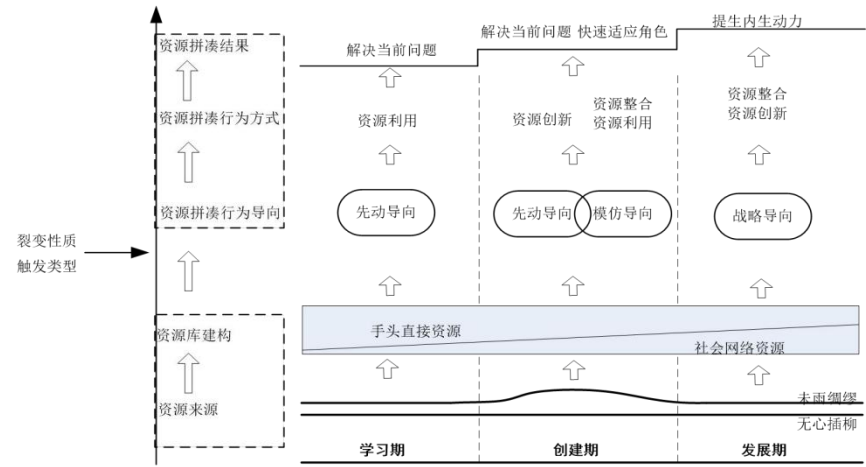 提生内生动力
解决当前问题 快速适应角色
解决当前问题
资源拼凑结果
资源整合
资源创新
资源整合
资源利用
资源创新
资源利用
资源拼凑行为方式
资源拼凑行为导向
先动导向
先动导向
模仿导向
战略导向
裂变性质
触发类型
手头直接资源
资源库建构
社会网络资源
未雨绸缪
资源来源
无心插柳
学习期
创建期
发展期